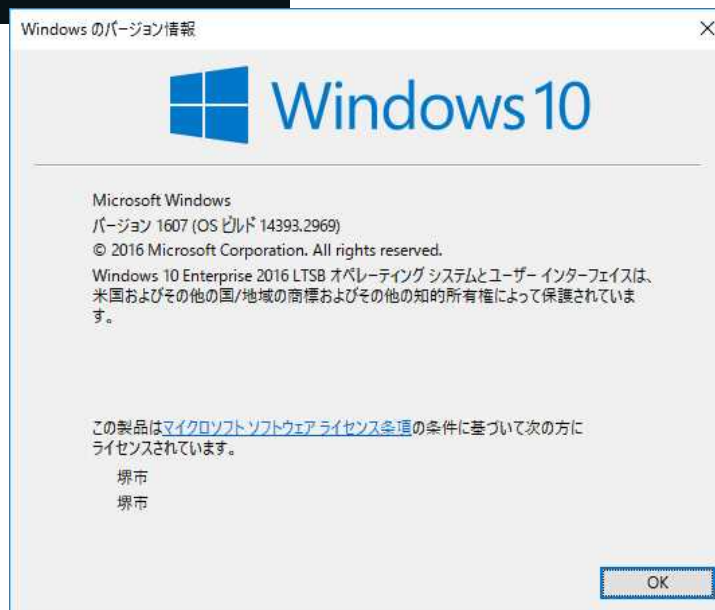 Windows のバージョン情報
Windows 10
Microsoft Windows
バージョン 1607 (OS ビルド 14393.2969)
© 2016 Microsoft Corporation. All rights reserved.
Windows 10 Enterprise 2016 LTSB オペレーティング システムとユーザー インターフェイスは、
米国およびその他の国/地域の商標およびその他の知的所有権によって保護されていま
す。
この製品はマイクロソフト ソフトウェア ライセンス条項の条件に基づいて次の方に
ライセンスされています。
堺市
堺市
OK